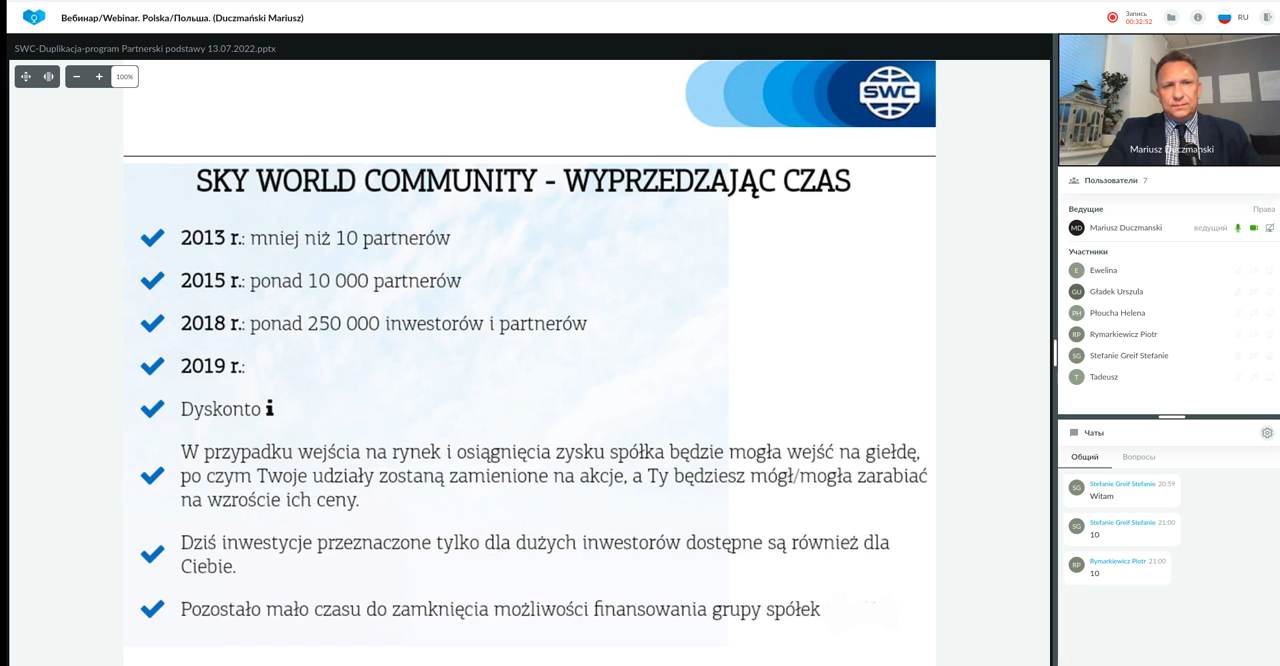 Вебинар/Webinar. Polska/Польша. (Duczmański Mariusz)
Запись
00:32:52
RU
SWC-Duplikacja-program Partnerski podstawy 13.07.2022.pptx
100%
SWC
SKY WORLD COMMUNITY - WYPRZEDZAJĄC CZAS
2013 r.: mniej niż 10 partnerów
2015 r.: ponad 10 000 partnerów
2018 r.: ponad 250 000 inwestorów i partnerów
2019 r.:
Dyskonto i
W przypadku wejścia na rynek i osiągnięcia zysku spółka będzie mogła wejść na giełdę,
po czym Twoje udziały zostaną zamienione na akcje, a Ty będziesz mógł/mogła zarabiać
na wzroście ich ceny.
Dziś inwestycje przeznaczone tylko dla dużych inwestorów dostępne są również dla
Ciebie.
Pozostało mało czasu do zamknięcia możliwości finansowania grupy spółek
Mariusz Duczmanski
Пользователи 7
Ведущие Права
MD Mariusz Duczmanski ведущий
Участники
E Ewelina
GU Gładek Urszula
PH Płoucha Helena
RP Rymarkiewicz Piotr
SG Stefanie Greif Stefanie
T Tadeusz
Чаты
Общий Вопросы
SG Stefanie Greif Stefanie 20:59
Witam
SG Stefanie Greif Stefanie 21:00
10
RP Rymarkiewicz Piotr 21:00
10